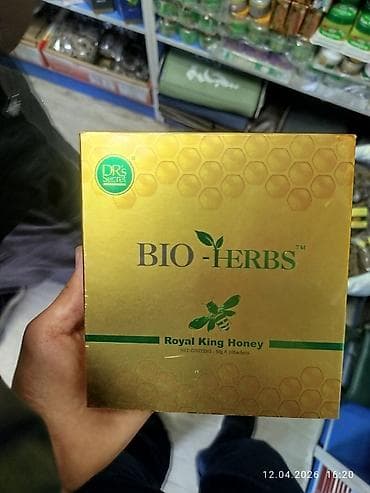 DR's
Secret
BIO-HERBS™
Royal King Honey
12.04.2026 16:20